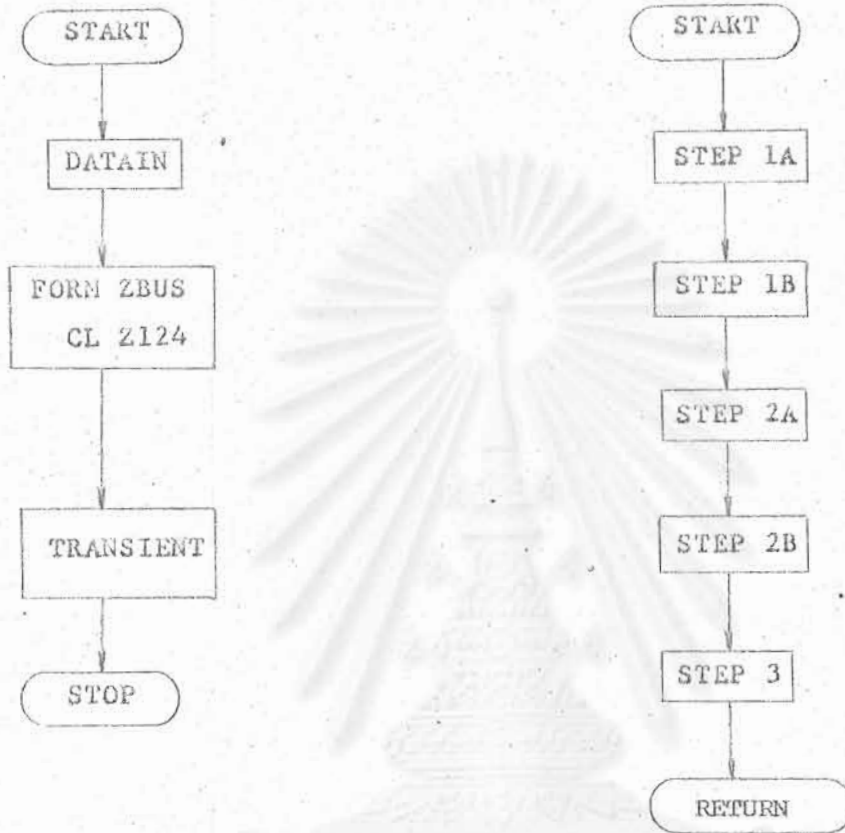 START
DATAIN
FORM ZBUS
CL Z124
TRANSIENT
STOP
START
STEP 1A
STEP 1B
STEP 2A
STEP 2B
STEP 3
RETURN